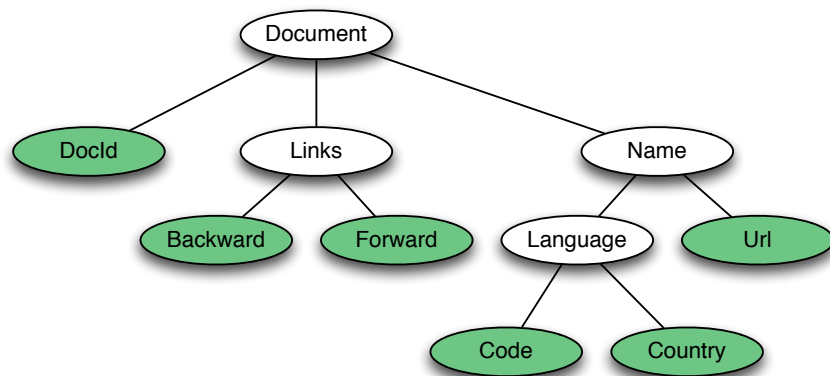 Document
DocId
Links
Name
Backward
Forward
Language
Url
Code
Country